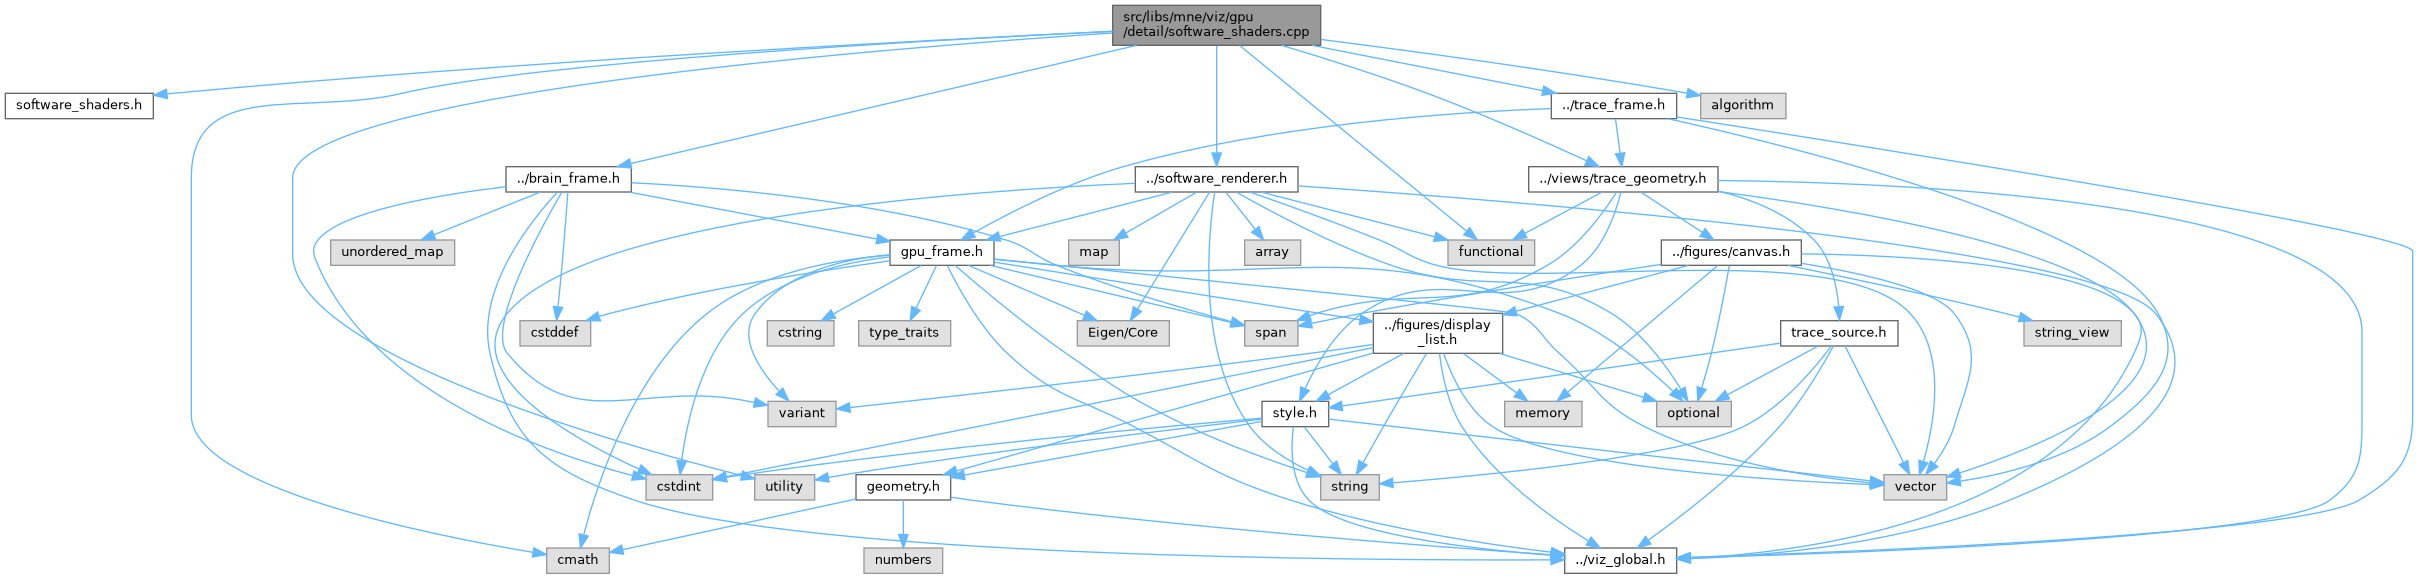 src/libs/mne/viz/gpu
/detail/software_shaders.cpp
software_shaders.h
../trace_frame.h
algorithm
../brain_frame.h
../software_renderer.h
../views/trace_geometry.h
unordered_map
gpu_frame.h
map
array
functional
../figures/canvas.h
cstddef
cstring
type_traits
Eigen/Core
span
../figures/display
_list.h
trace_source.h
string_view
variant
style.h
memory
optional
cstdint
utility
geometry.h
string
vector
cmath
numbers
../viz_global.h